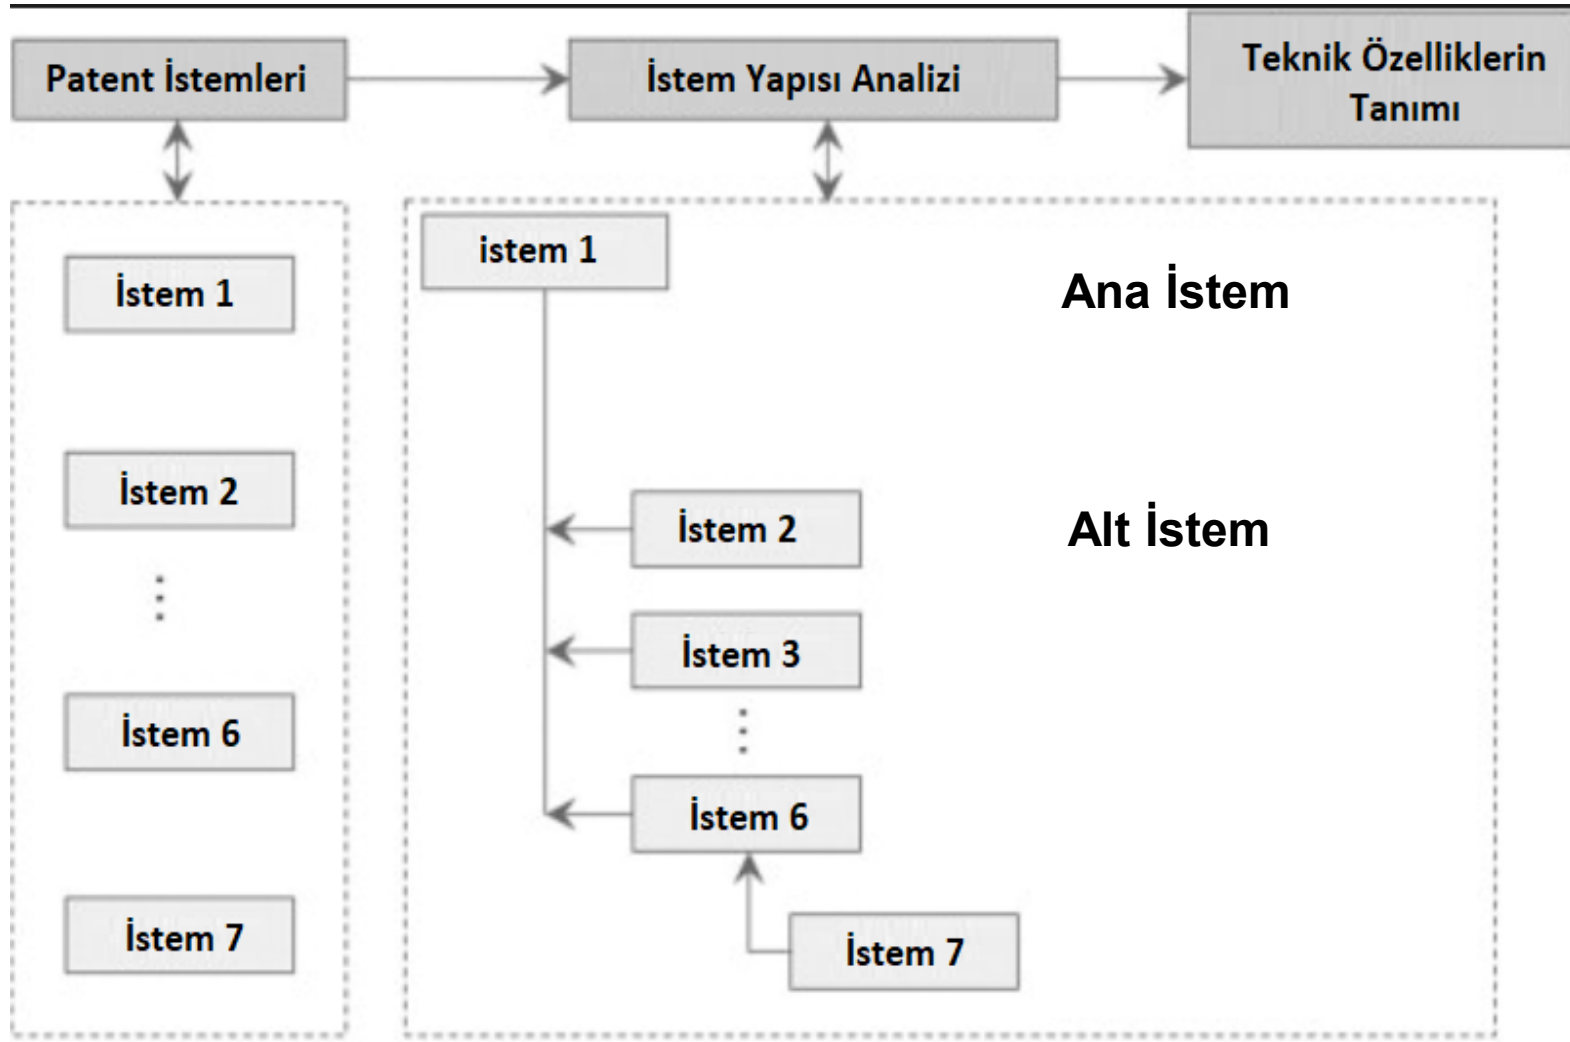 Patent İstemleri
İstem Yapısı Analizi
Teknik Özelliklerin
Tanımı
İstem 1
İstem 2
İstem 6
İstem 7
istem 1
Ana İstem
İstem 2
Alt İstem
İstem 3
İstem 6
İstem 7